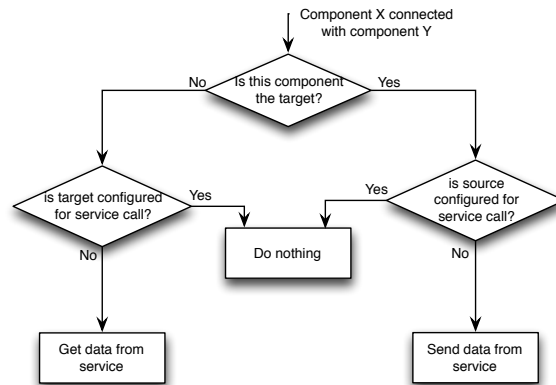 Component X connected
with component Y
Is this component
the target?
No
Yes
is target configured
for service call?
Yes
Yes
is source
configured for
service call?
Do nothing
No
No
Get data from
service
Send data from
service